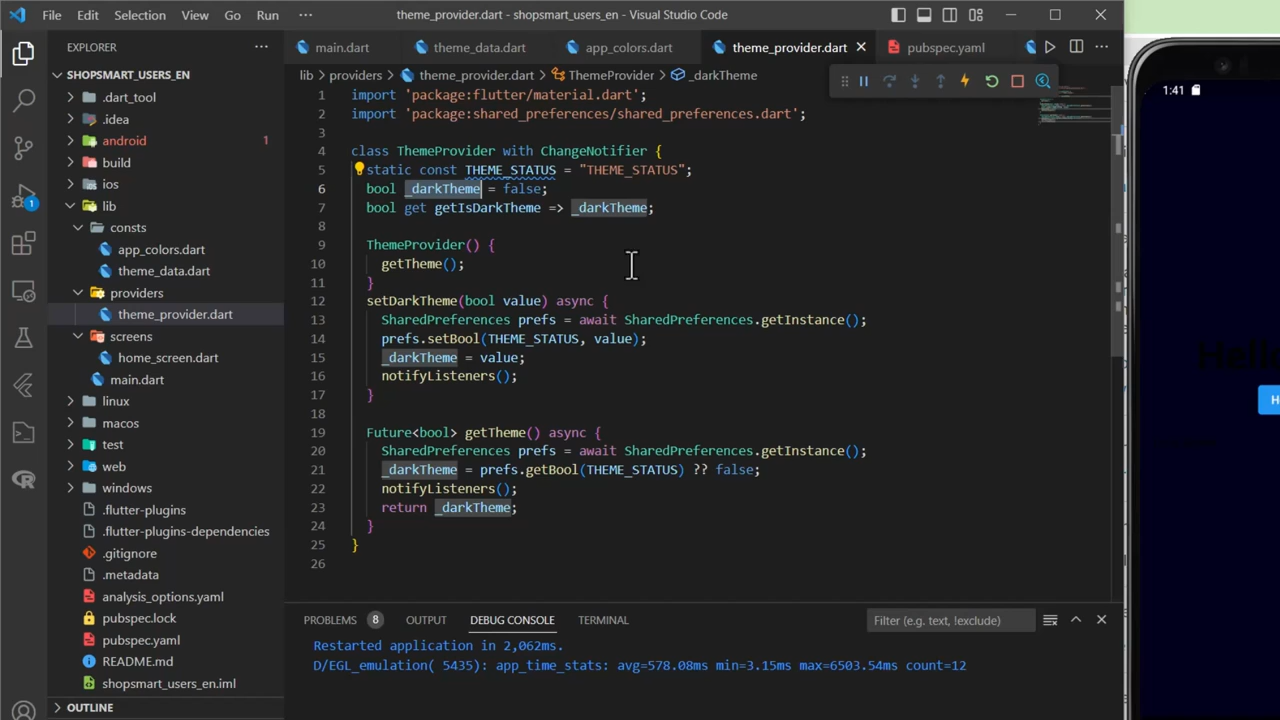 File Edit Selection View Go Run ···
theme_provider.dart - shopsmart_users_en - Visual Studio Code
EXPLORER
SHOPSMART_USERS_EN
.dart_tool
.idea
android 1
build
ios
lib
consts
app_colors.dart
theme_data.dart
providers
theme_provider.dart
screens
home_screen.dart
main.dart
linux
macos
test
web
windows
.flutter-plugins
.flutter-plugins-dependencies
.gitignore
.metadata
analysis_options.yaml
pubspec.lock
pubspec.yaml
README.md
shopsmart_users_en.iml
OUTLINE
1
main.dart theme_data.dart app_colors.dart theme_provider.dart pubspec.yaml
lib > providers > theme_provider.dart > ThemeProvider > _darkTheme
1 import 'package:flutter/material.dart';
2 import 'package:shared_preferences/shared_preferences.dart';
3
4 class ThemeProvider with ChangeNotifier {
5 static const THEME_STATUS = "THEME_STATUS";
6 bool _darkTheme = false;
7 bool get getIsDarkTheme => _darkTheme;
8
9 ThemeProvider() {
10 getTheme();
11 }
12 setDarkTheme(bool value) async {
13 SharedPreferences prefs = await SharedPreferences.getInstance();
14 prefs.setBool(THEME_STATUS, value);
15 _darkTheme = value;
16 notifyListeners();
17 }
18
19 Future<bool> getTheme() async {
20 SharedPreferences prefs = await SharedPreferences.getInstance();
21 _darkTheme = prefs.getBool(THEME_STATUS) ?? false;
22 notifyListeners();
23 return _darkTheme;
24 }
25 }
26
PROBLEMS 8 OUTPUT DEBUG CONSOLE TERMINAL
Filter (e.g. text, !exclude)
Restarted application in 2,062ms.
D/EGL_emulation( 5435): app_time_stats: avg=578.08ms min=3.15ms max=6503.54ms count=12
1:41